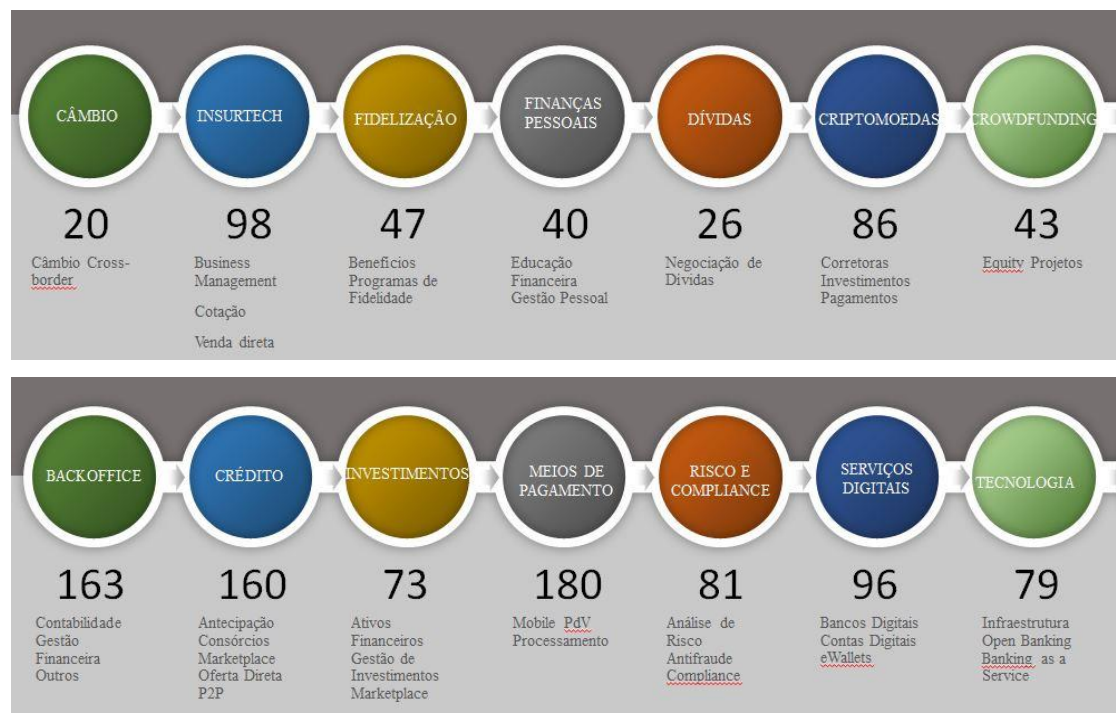 CÂMBIO
INSURTECH
FIDELIZAÇÃO
FINANÇAS
PESSOAIS
DÍVIDAS
CRIPTOMOEDAS
CROWDFUNDING
20
98
47
40
26
86
43
Câmbio Cross-
border
Business
Management
Cotação
Venda direta
Benefícios
Programas de
Fidelidade
Educação
Financeira
Gestão Pessoal
Negociação de
Dívidas
Corretoras
Investimentos
Pagamentos
Equity Projetos
BACKOFFICE
CRÉDITO
INVESTIMENTOS
MEIOS DE
PAGAMENTO
RISCO E
COMPLIANCE
SERVIÇOS
DIGITAIS
TECNOLOGIA
163
160
73
180
81
96
79
Contabilidade
Gestão
Financeira
Outros
Antecipação
Consórcios
Marketplace
Oferta Direta
P2P
Ativos
Financeiros
Gestão de
Investimentos
Marketplace
Mobile PdV
Processamento
Análise de
Risco
Antifraude
Compliance
Bancos Digitais
Contas Digitais
eWallets
Infraestrutura
Open Banking
Banking as a
Service